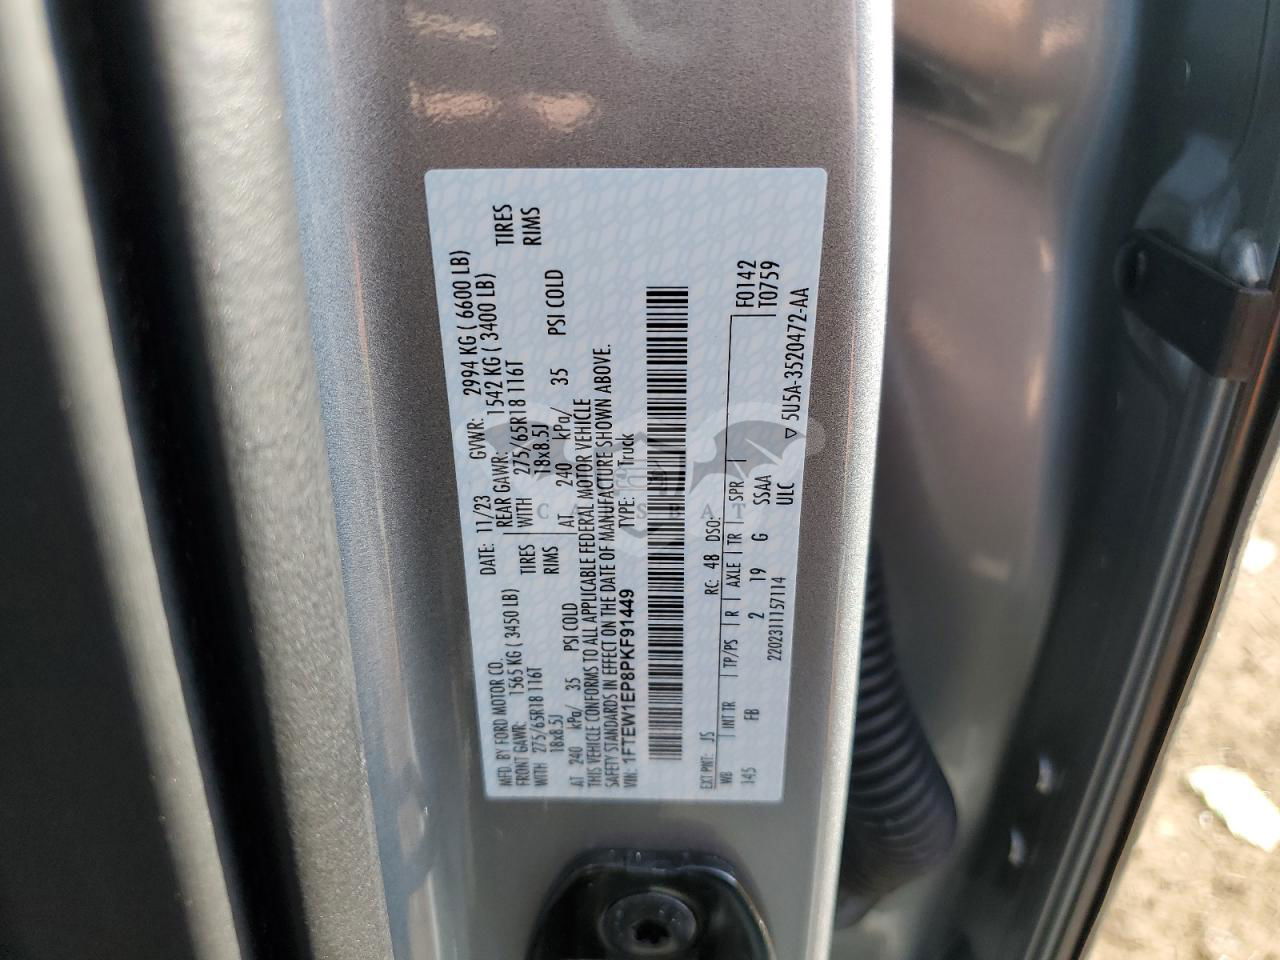 MFD. BY FORD MOTOR CO.
DATE: 11/23 GVWR: 2994 KG ( 6600 LB)
FRONT GAWR: 1565 KG ( 3450 LB) REAR GAWR: 1542 KG ( 3400 LB)
WITH 275/65R18 116T TIRES WITH 275/65R18 116T TIRES
18x8.5J RIMS 18x8.5J RIMS
AT 240 kPa/ 35 PSI COLD AT 240 kPa/ 35 PSI COLD
THIS VEHICLE CONFORMS TO ALL APPLICABLE FEDERAL MOTOR VEHICLE
SAFETY STANDARDS IN EFFECT ON THE DATE OF MANUFACTURE SHOWN ABOVE.
VIN: 1FTEW1EP8PKF91449 TYPE: Truck
EXT PNT: JS RC: 48 DSO: F0142
WB INT TR TP/PS R AXLE TR SPR T0759
145 FB 2 19 G SSAA
ULC
2202311157114 ▽ 5U5A-3520472-AA
CARSBAT